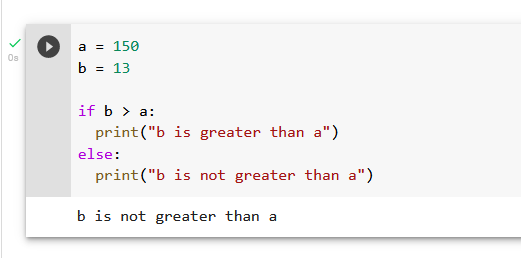 0s
a = 150
b = 13
if b > a:
  print("b is greater than a")
else:
  print("b is not greater than a")
b is not greater than a